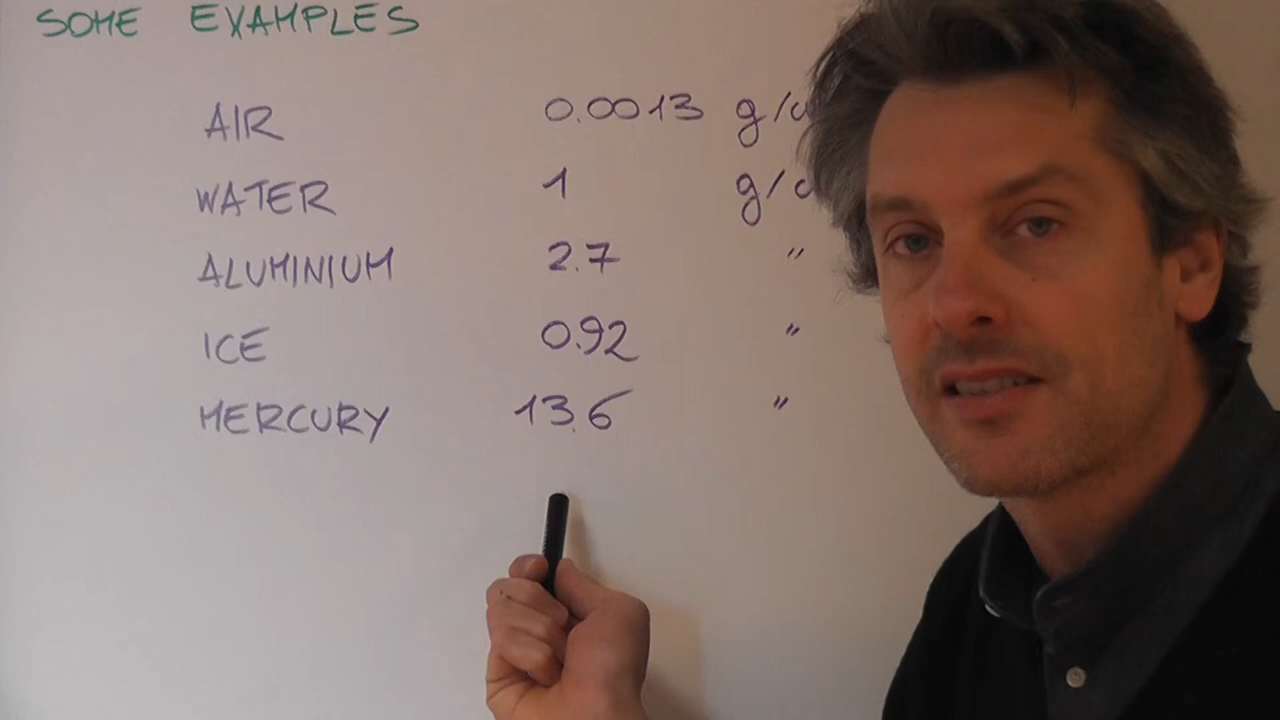 SOME EXAMPLES
AIR 0.0013 g/
WATER 1 g/
ALUMINIUM 2.7 "
ICE 0.92 "
MERCURY 13.6 "